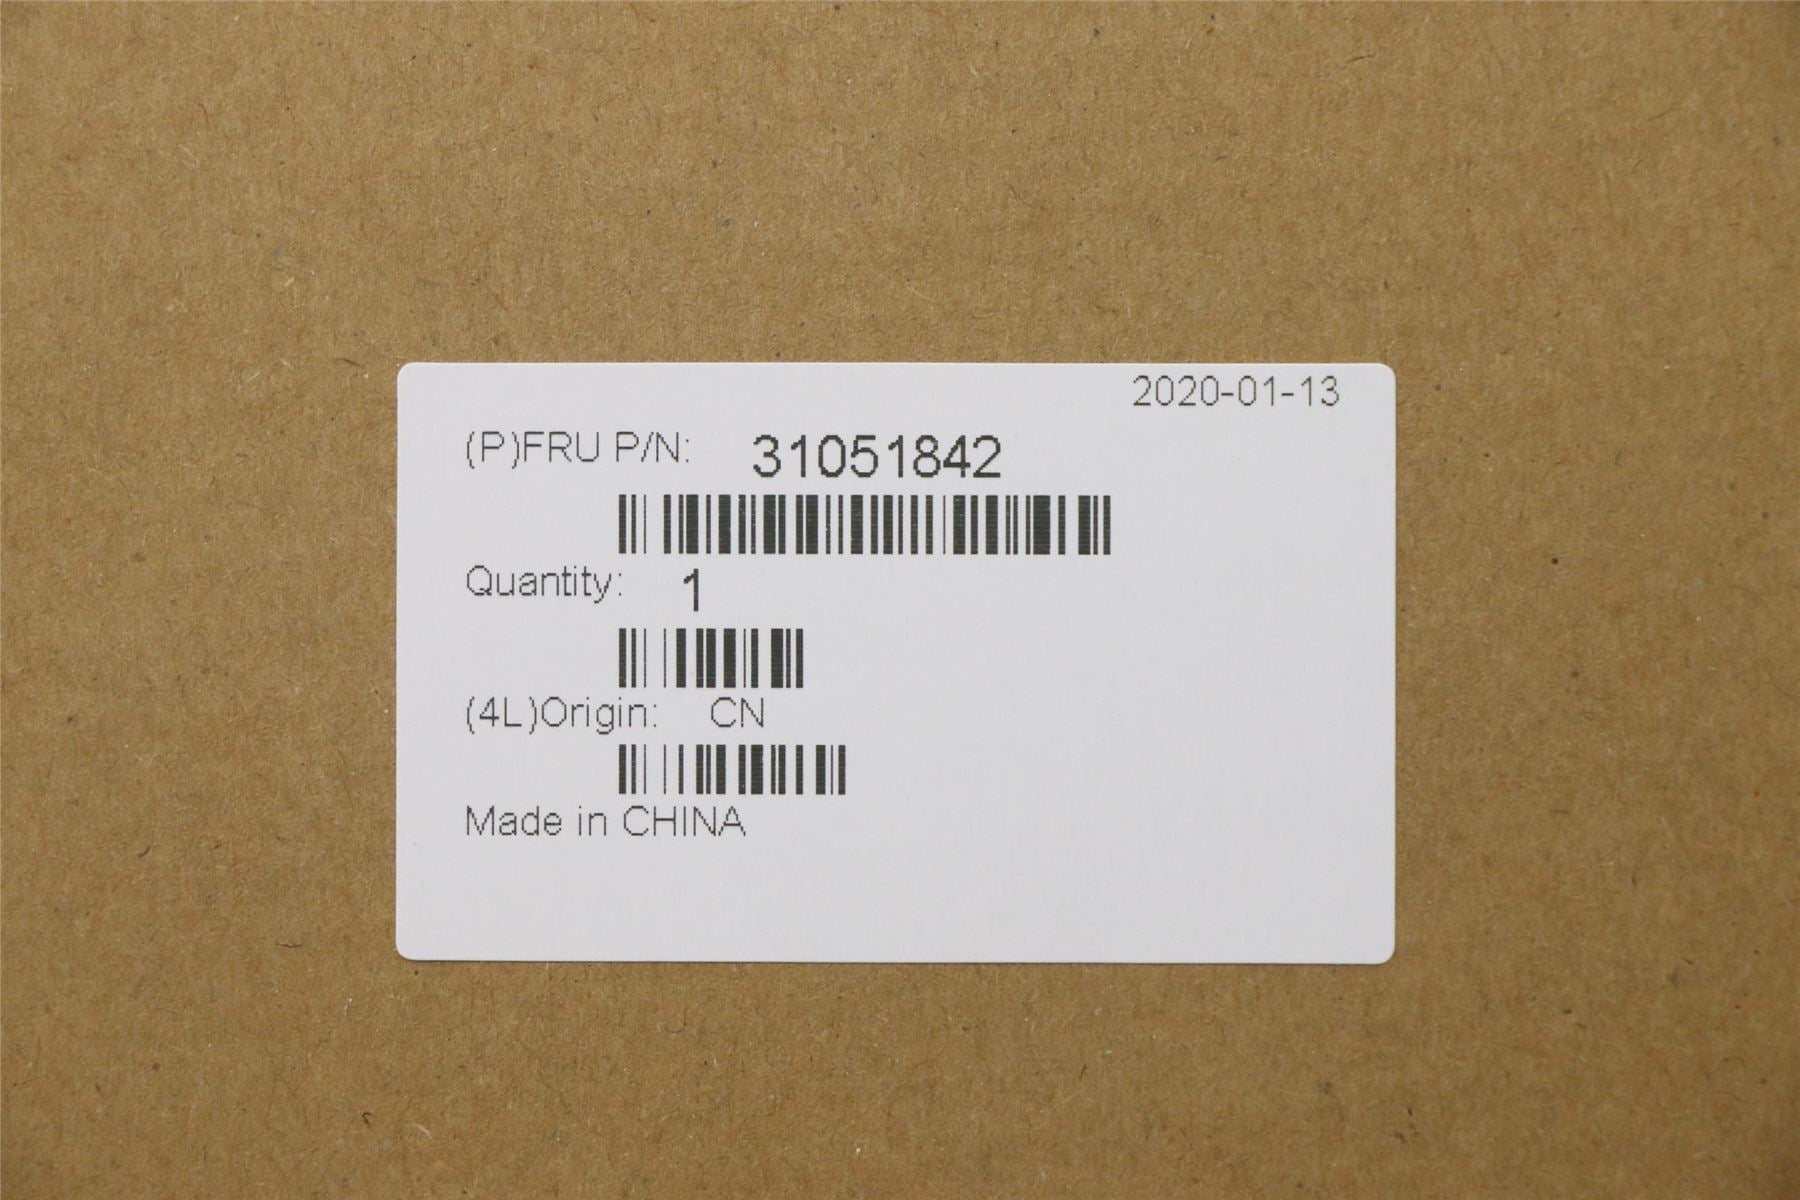 2020-01-13
(P)FRU P/N: 31051842
Quantity: 1
(4L)Origin: CN
Made in CHINA